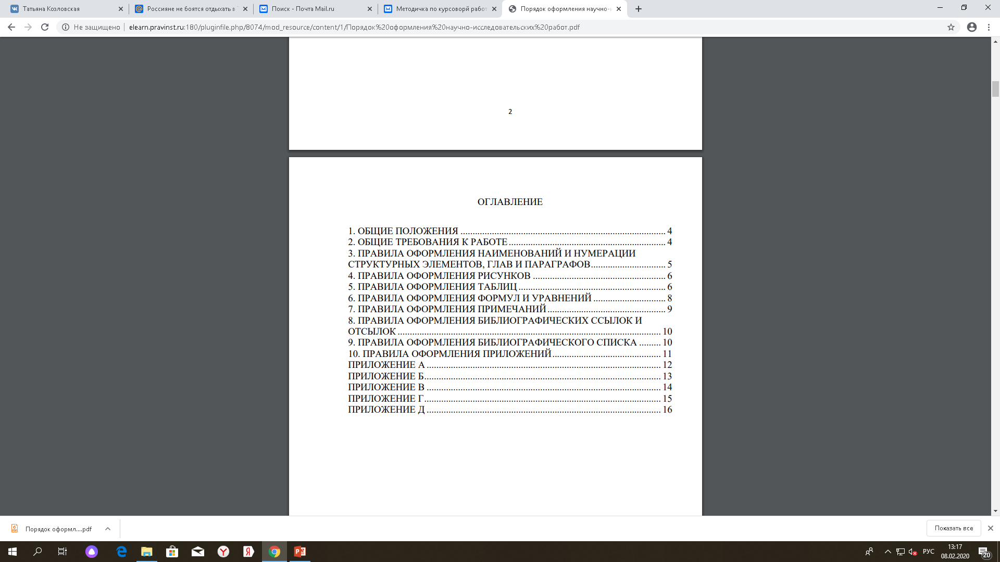 Татьяна Козловская
Россияне не боятся отдыхать в
Поиск - Почта Mail.ru
Методичка по курсоворй работ
Порядок оформления научно-
Не защищено
elearn.pravinst.ru:180/pluginfile.php/8074/mod_resource/content/1/Порядок%20оформления%20научно-исследовательских%20работ.pdf
2
ОГЛАВЛЕНИЕ
1. ОБЩИЕ ПОЛОЖЕНИЯ ........................................ 4
2. ОБЩИЕ ТРЕБОВАНИЯ К РАБОТЕ ........................................ 4
3. ПРАВИЛА ОФОРМЛЕНИЯ НАИМЕНОВАНИЙ И НУМЕРАЦИИ
СТРУКТУРНЫХ ЭЛЕМЕНТОВ, ГЛАВ И ПАРАГРАФОВ.............................. 5
4. ПРАВИЛА ОФОРМЛЕНИЯ РИСУНКОВ ........................................ 6
5. ПРАВИЛА ОФОРМЛЕНИЯ ТАБЛИЦ ........................................ 6
6. ПРАВИЛА ОФОРМЛЕНИЯ ФОРМУЛ И УРАВНЕНИЙ .............................. 8
7. ПРАВИЛА ОФОРМЛЕНИЯ ПРИМЕЧАНИЙ ........................................ 9
8. ПРАВИЛА ОФОРМЛЕНИЯ БИБЛИОГРАФИЧЕСКИХ ССЫЛОК И
ОТСЫЛОК ........................................ 10
9. ПРАВИЛА ОФОРМЛЕНИЯ БИБЛИОГРАФИЧЕСКОГО СПИСКА ......... 10
10. ПРАВИЛА ОФОРМЛЕНИЯ ПРИЛОЖЕНИЙ........................................ 11
ПРИЛОЖЕНИЕ А ........................................ 12
ПРИЛОЖЕНИЕ Б........................................ 13
ПРИЛОЖЕНИЕ В ........................................ 14
ПРИЛОЖЕНИЕ Г........................................ 15
ПРИЛОЖЕНИЕ Д ........................................ 16
Порядок оформл....pdf
Показать все
РУС
13:17
08.02.2020
20